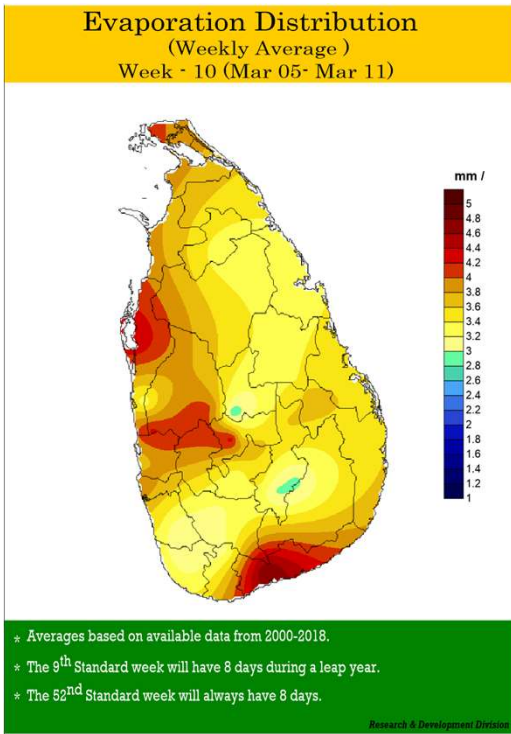 Evaporation Distribution
(Weekly Average )
Week - 10 (Mar 05- Mar 11)
mm /
5
4.8
4.6
4.4
4.2
4
3.8
3.6
3.4
3.2
3
2.8
2.6
2.4
2.2
2
1.8
1.6
1.4
1.2
1
* Averages based on available data from 2000-2018.
* The 9th Standard week will have 8 days during a leap year.
* The 52nd Standard week will always have 8 days.
Research & Development Division